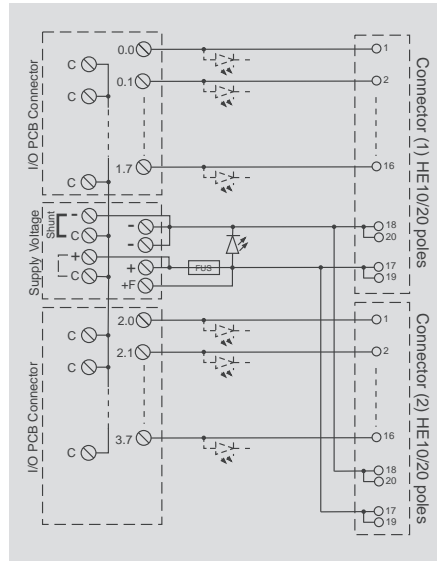 I/O PCB Connector
C
C
C
0.0
0.1
1.7
1
2
16
Connector (1) HE10/20 poles
Supply Voltage
Shunt
-
C
+
C
-
-
+
+F
FUS
18
20
17
19
I/O PCB Connector
C
C
C
2.0
2.1
3.7
1
2
16
18
20
17
19
Connector (2) HE10/20 poles